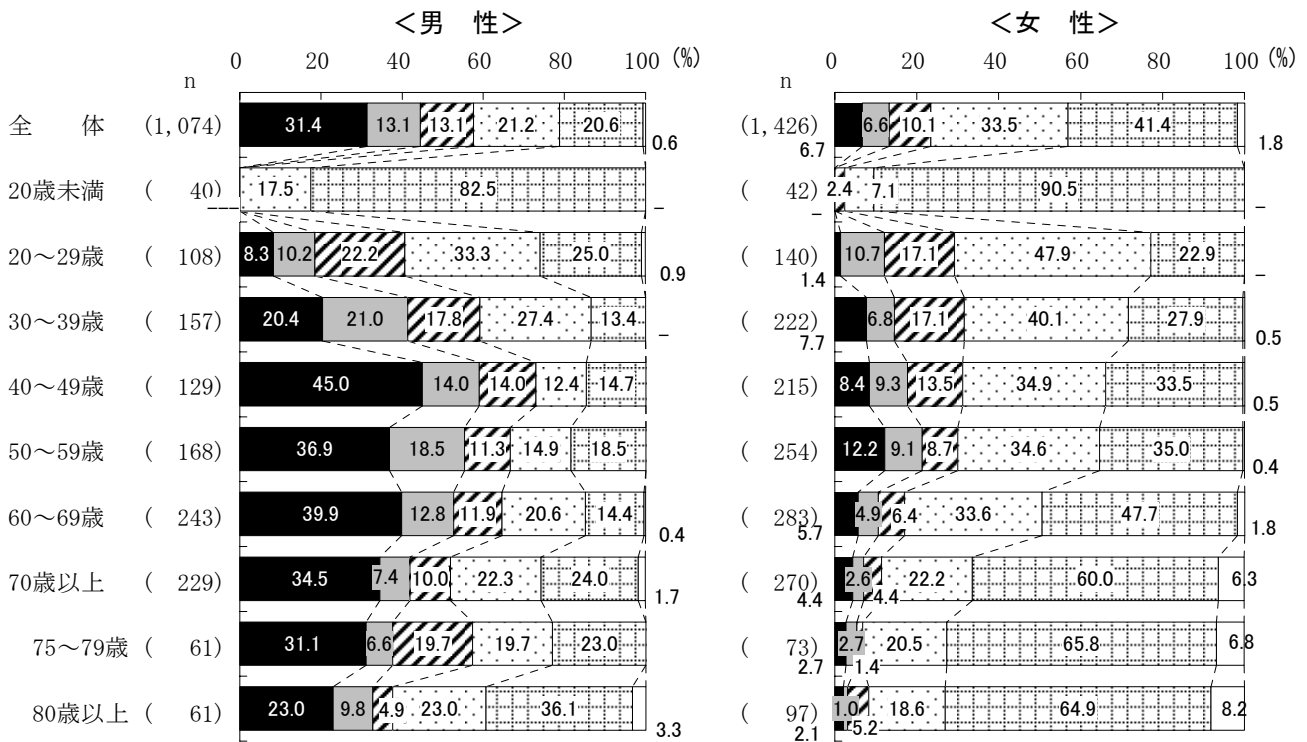 ＜男　性＞　＜女　性＞
0 20 40 60 80 100 (%) 0 20 40 60 80 100 (%)
n n
全　体 (1,074) 31.4 13.1 13.1 21.2 20.6 0.6 (1,426) 6.7 6.6 10.1 33.5 41.4 1.8
20歳未満 ( 40) − − − 17.5 82.5 − ( 42) − 2.4 7.1 90.5 −
20～29歳 ( 108) 8.3 10.2 22.2 33.3 25.0 0.9 ( 140) 1.4 10.7 17.1 47.9 22.9 −
30～39歳 ( 157) 20.4 21.0 17.8 27.4 13.4 − ( 222) 7.7 6.8 17.1 40.1 27.9 0.5
40～49歳 ( 129) 45.0 14.0 14.0 12.4 14.7 ( 215) 8.4 9.3 13.5 34.9 33.5 0.5
50～59歳 ( 168) 36.9 18.5 11.3 14.9 18.5 ( 254) 12.2 9.1 8.7 34.6 35.0 0.4
60～69歳 ( 243) 39.9 12.8 11.9 20.6 14.4 0.4 ( 283) 5.7 4.9 6.4 33.6 47.7 1.8
70歳以上 ( 229) 34.5 7.4 10.0 22.3 24.0 1.7 ( 270) 4.4 2.6 4.4 22.2 60.0 6.3
75～79歳 ( 61) 31.1 6.6 19.7 19.7 23.0 ( 73) 2.7 2.7 1.4 20.5 65.8 6.8
80歳以上 ( 61) 23.0 9.8 4.9 23.0 36.1 3.3 ( 97) 2.1 1.0 5.2 18.6 64.9 8.2